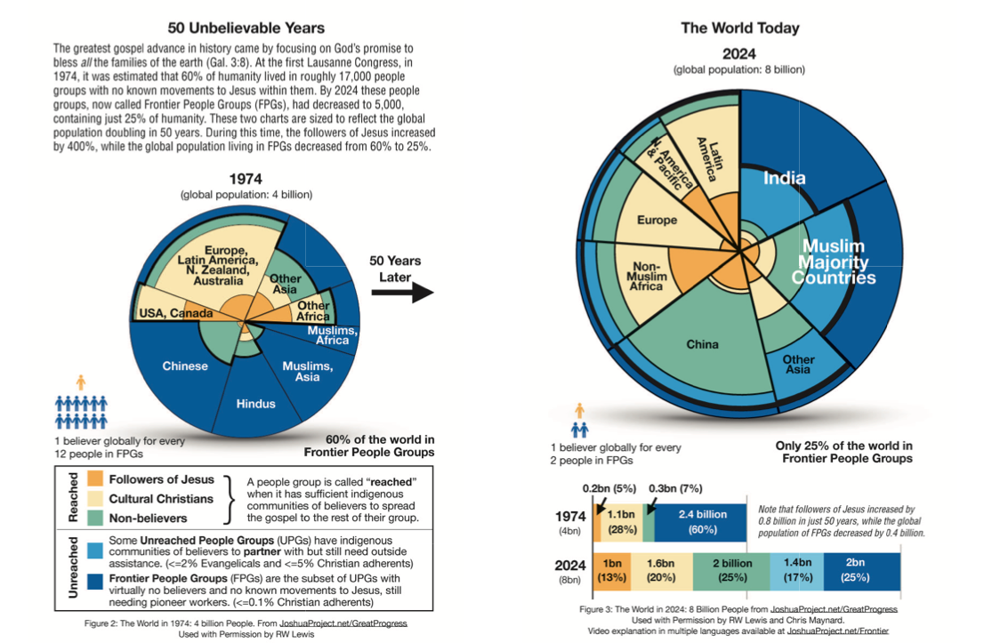 50 Unbelievable Years
The greatest gospel advance in history came by focusing on God's promise to
bless all the families of the earth (Gal. 3:8). At the first Lausanne Congress, in
1974, it was estimated that 60% of humanity lived in roughly 17,000 people
groups with no known movements to Jesus within them. By 2024 these people
groups, now called Frontier People Groups (FPGs), had decreased to 5,000,
containing just 25% of humanity. These two charts are sized to reflect the global
population doubling in 50 years. During this time, the followers of Jesus increased
by 400%, while the global population living in FPGs decreased from 60% to 25%.
1974
(global population: 4 billion)
Europe,
Latin America,
N. Zealand,
Australia
Other
Asia
USA, Canada
Other
Africa
Muslims,
Africa
Chinese
Muslims,
Asia
Hindus
50 Years
Later
1 believer globally for every
12 people in FPGs
60% of the world in
Frontier People Groups
Reached
Followers of Jesus
Cultural Christians
Non-believers
A people group is called "reached"
when it has sufficient indigenous
communities of believers to spread
the gospel to the rest of their group.
Unreached
Some Unreached People Groups (UPGs) have indigenous
communities of believers to partner with but still need outside
assistance. (<=2% Evangelicals and <=5% Christian adherents)
Frontier People Groups (FPGs) are the subset of UPGs with
virtually no believers and no known movements to Jesus, still
needing pioneer workers. (<=0.1% Christian adherents)
Figure 2: The World in 1974: 4 billion People. From JoshuaProject.net/GreatProgress
Used with Permission by RW Lewis
The World Today
2024
(global population: 8 billion)
Latin
America
N. America
& Pacific
India
Europe
Muslim
Majority
Countries
Non-
Muslim
Africa
China
Other
Asia
1 believer globally for every
2 people in FPGs
Only 25% of the world in
Frontier People Groups
0.2bn (5%)
0.3bn (7%)
1974
(4bn)
1.1bn
(28%)
2.4 billion
(60%)
Note that followers of Jesus increased by
0.8 billion in just 50 years, while the global
population of FPGs decreased by 0.4 billion.
2024
(8bn)
1bn
(13%)
1.6bn
(20%)
2 billion
(25%)
1.4bn
(17%)
2bn
(25%)
Figure 3: The World in 2024: 8 Billion People from JoshuaProject.net/GreatProgress
Used with Permission by RW Lewis and Chris Maynard.
Video explanation in multiple languages available at JoshuaProject.net/Frontier